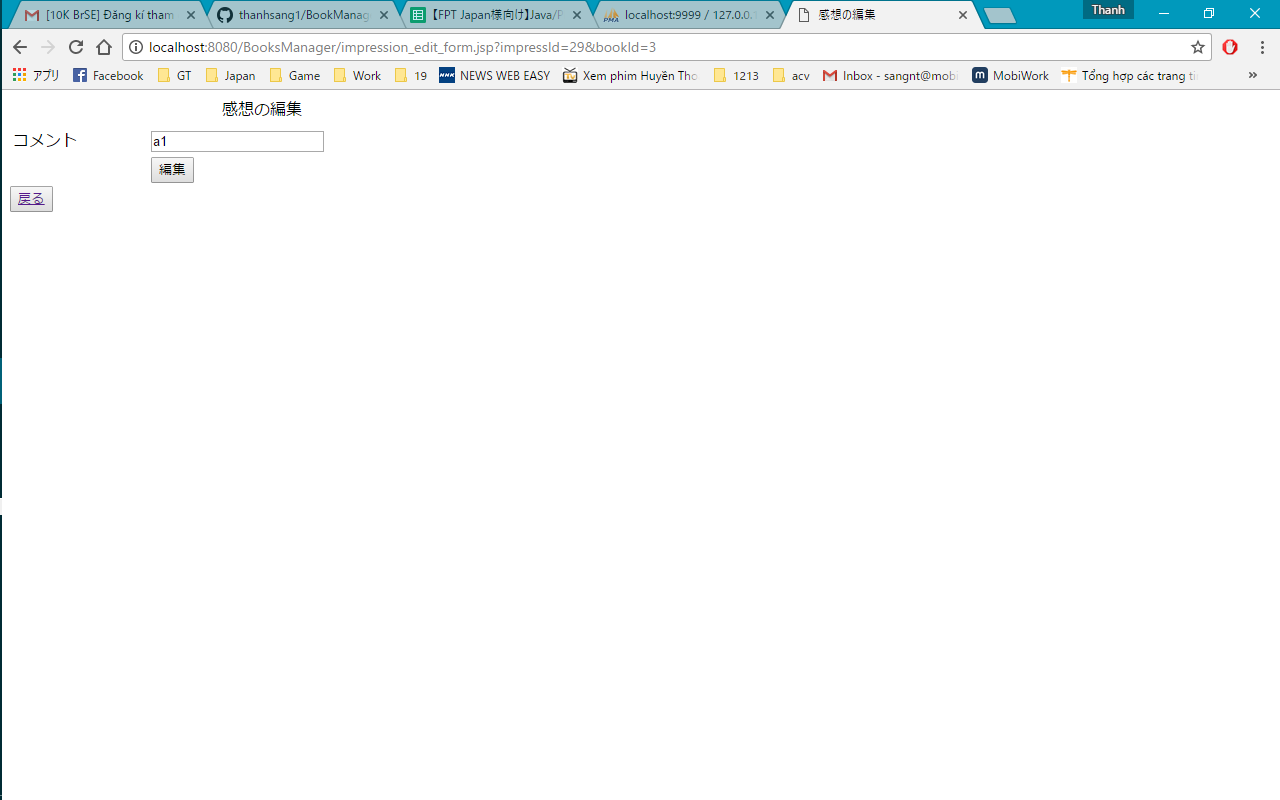 [10K BrSE] Đăng kí tham
thanhsang1/BookManag
【FPT Japan様向け】Java/P
localhost:9999 / 127.0.0.
感想の編集
Thanh
localhost:8080/BooksManager/impression_edit_form.jsp?impressId=29&bookId=3
アプリ Facebook GT Japan Game Work 19 NHK NEWS WEB EASY Xem phim Huyền Tho 1213 acv Inbox - sangnt@mobi m MobiWork Tổng hợp các trang ti »
感想の編集
コメント a1
編集
戻る